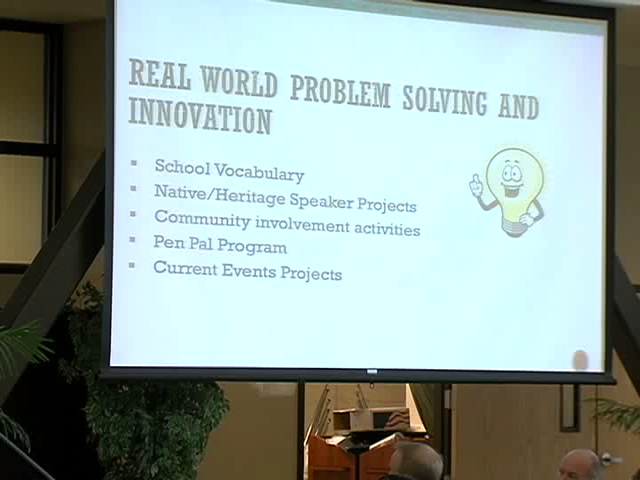 REAL WORLD PROBLEM SOLVING AND
INNOVATION
School Vocabulary
Native/Heritage Speaker Projects
Community involvement activities
Pen Pal Program
Current Events Projects